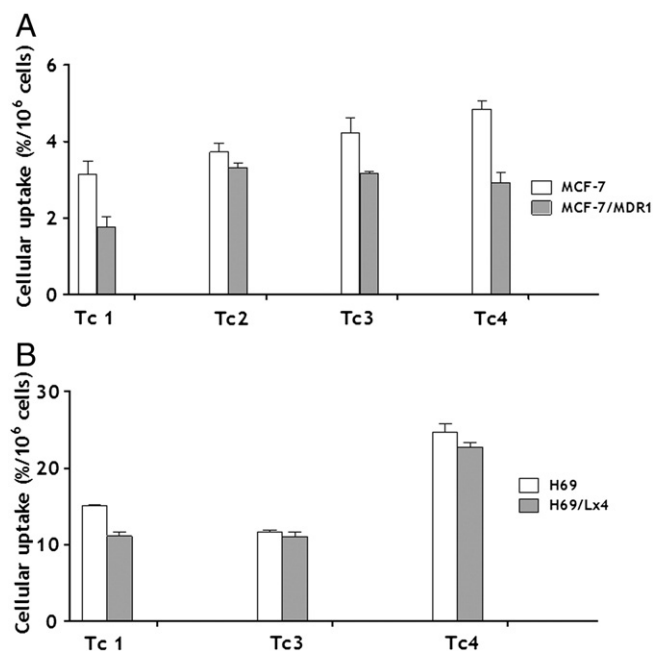 A
Cellular uptake (%/10⁶ cells)
6
4
2
0
MCF-7
MCF-7/MDR1
Tc 1 Tc2 Tc3 Tc4
B
Cellular uptake (%/10⁶ cells)
30
20
10
0
H69
H69/Lx4
Tc 1 Tc3 Tc4